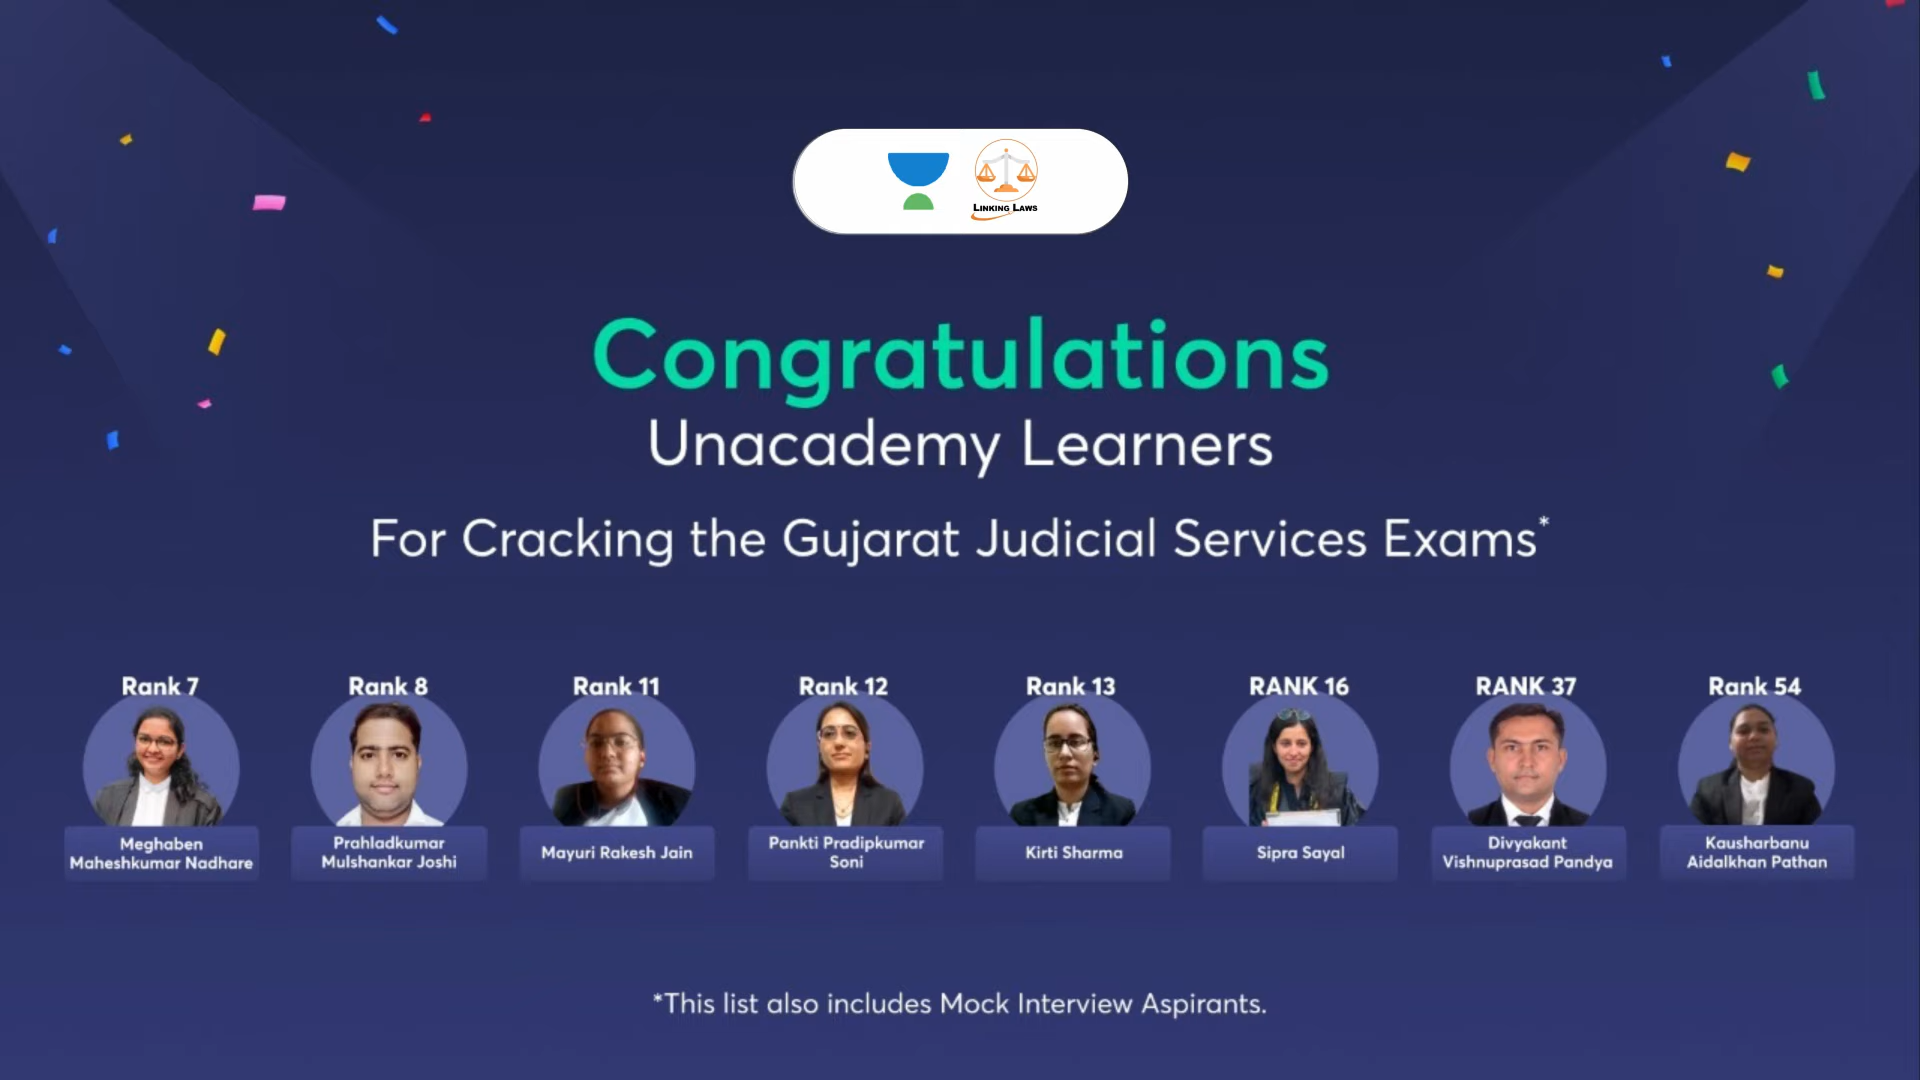 LINKING LAWS
Congratulations
Unacademy Learners
For Cracking the Gujarat Judicial Services Exams*
Rank 7
Meghaben
Maheshkumar Nadhare
Rank 8
Prahladkumar
Mulshankar Joshi
Rank 11
Mayuri Rakesh Jain
Rank 12
Pankti Pradipkumar
Soni
Rank 13
Kirti Sharma
RANK 16
Sipra Sayal
RANK 37
Divyakant
Vishnuprasad Pandya
Rank 54
Kausharbanu
Aidalkhan Pathan
*This list also includes Mock Interview Aspirants.